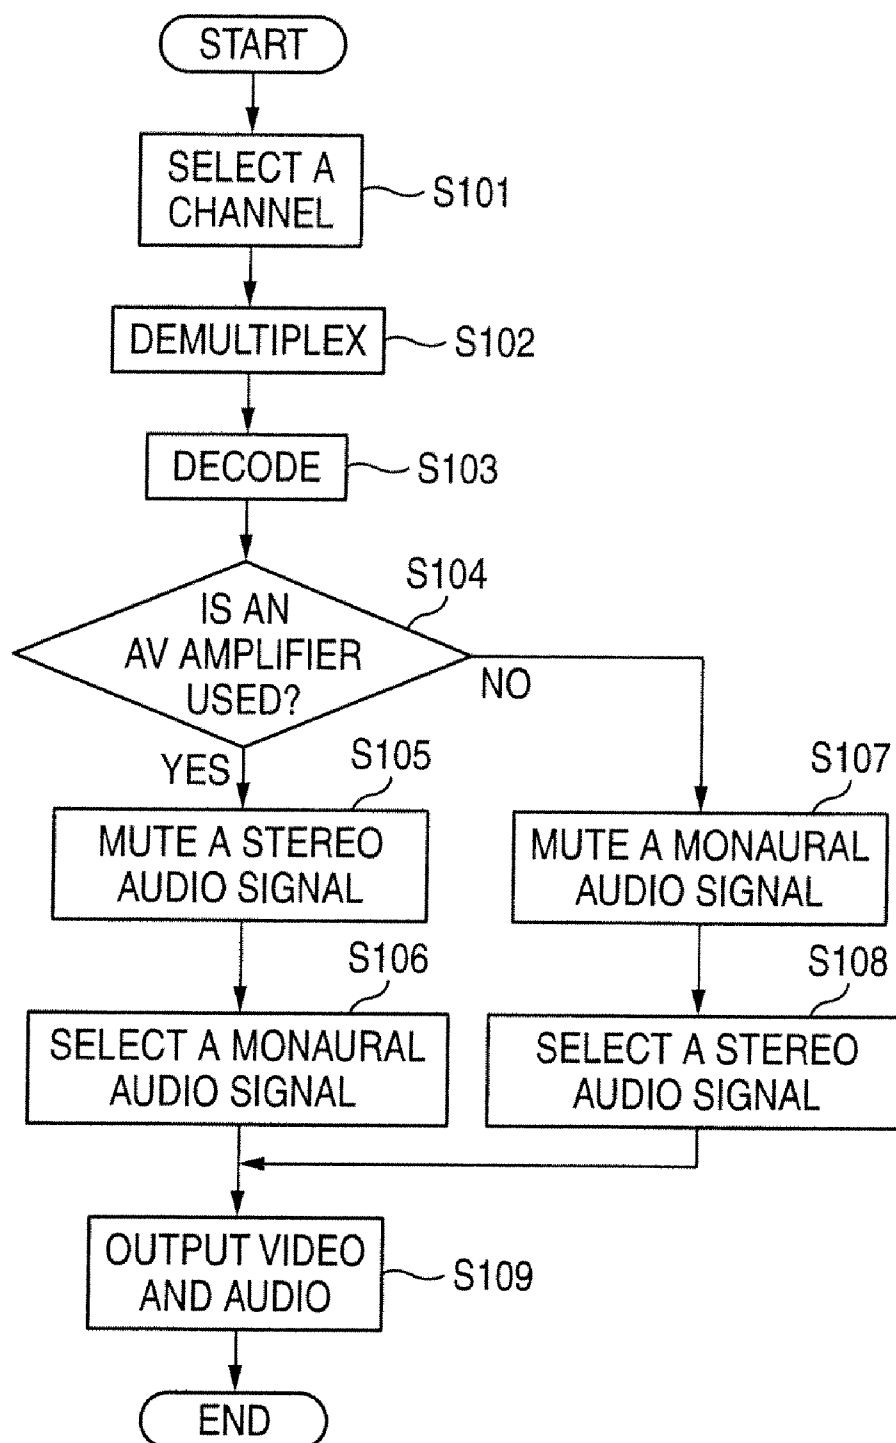 START
SELECT A
CHANNEL
S101
DEMULTIPLEX
S102
DECODE
S103
S104
IS AN
AV AMPLIFIER
USED?
NO
YES
S105
MUTE A STEREO
AUDIO SIGNAL
S107
MUTE A MONAURAL
AUDIO SIGNAL
S106
SELECT A MONAURAL
AUDIO SIGNAL
S108
SELECT A STEREO
AUDIO SIGNAL
OUTPUT VIDEO
AND AUDIO
S109
END